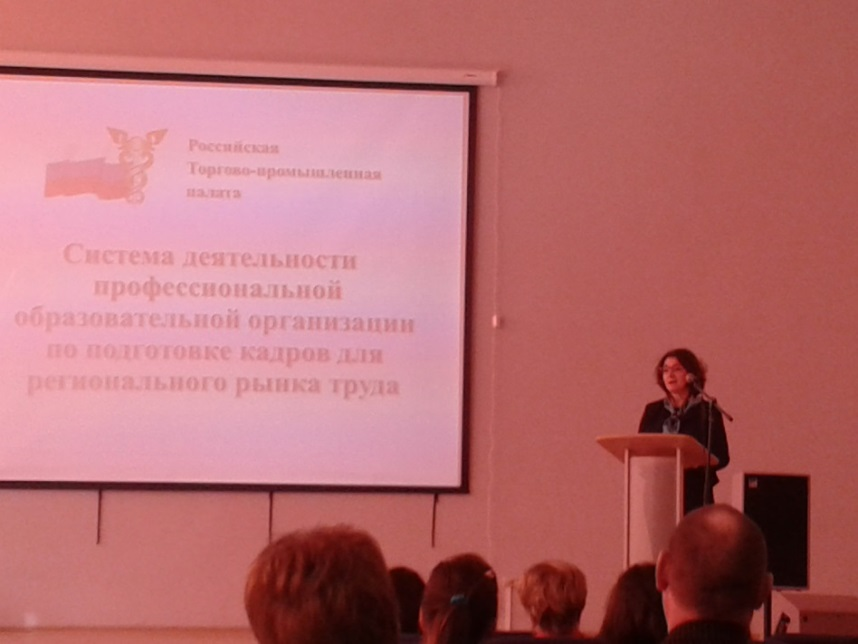 Российская
Торгово-промышленная
палата
Система деятельности
профессиональной
образовательной организации
по подготовке кадров для
регионального рынка труда